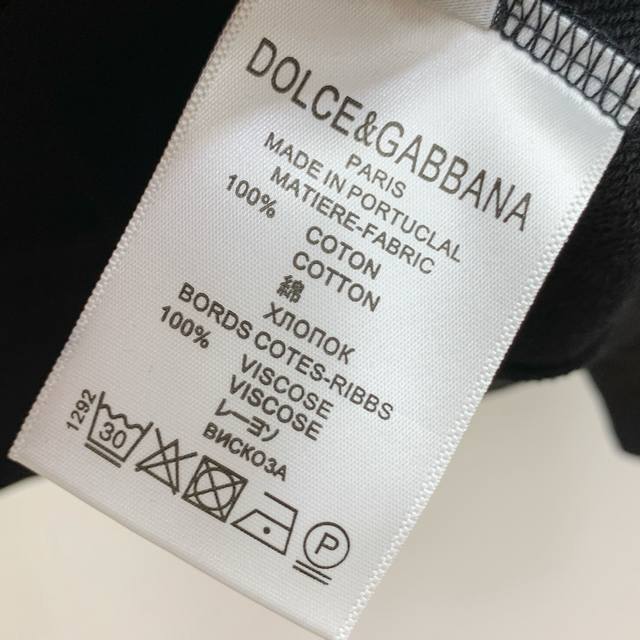 DOLCE&GABBANA
PARIS
MADE IN PORTUCLAL
MATIERE-FABRIC
100%
COTON
COTTON
綿
ХЛОПОК
BORDS COTES-RIBBS
100%
VISCOSE
VISCOSE
レーヨソ
ВИСКОЗА
1292
30
P